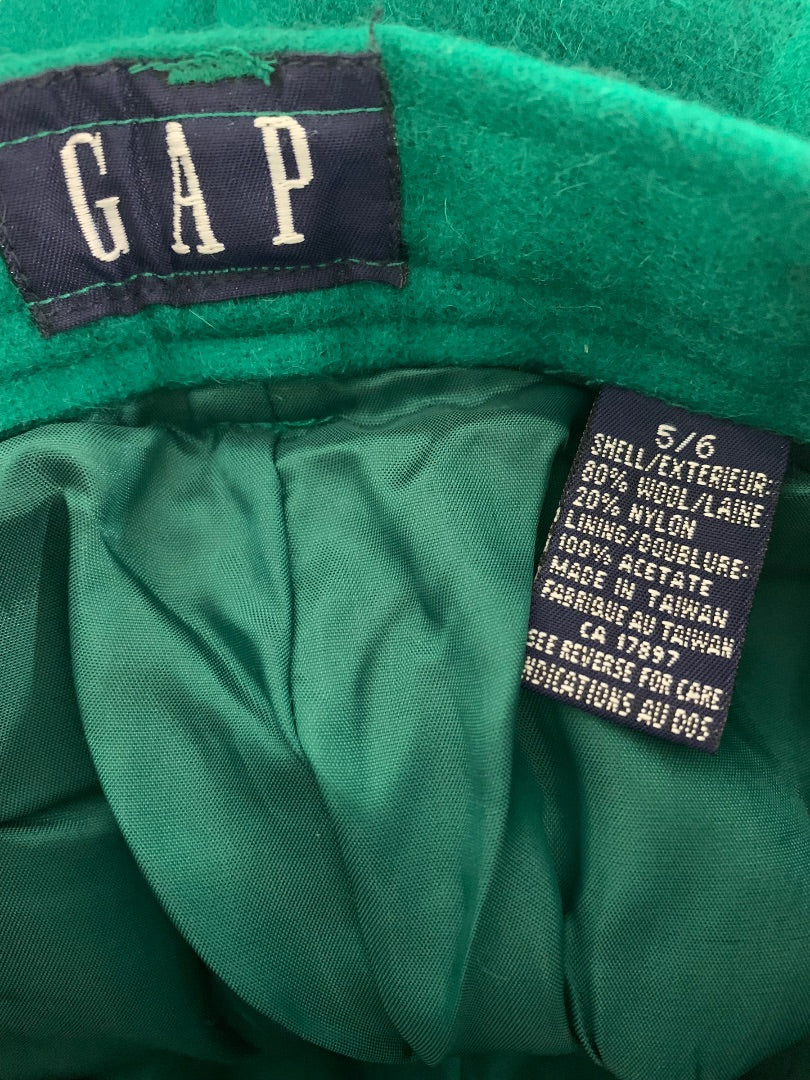 GAP
5/6
SHELL/EXTERIEUR:
80% WOOL/LAINE
20% NYLON
LINING/DOUBLURE:
100% ACETATE
MADE IN TAIWAN
FABRIQUE AU TAIWAN
CA 17897
SEE REVERSE FOR CARE
INDICATIONS AU DOS